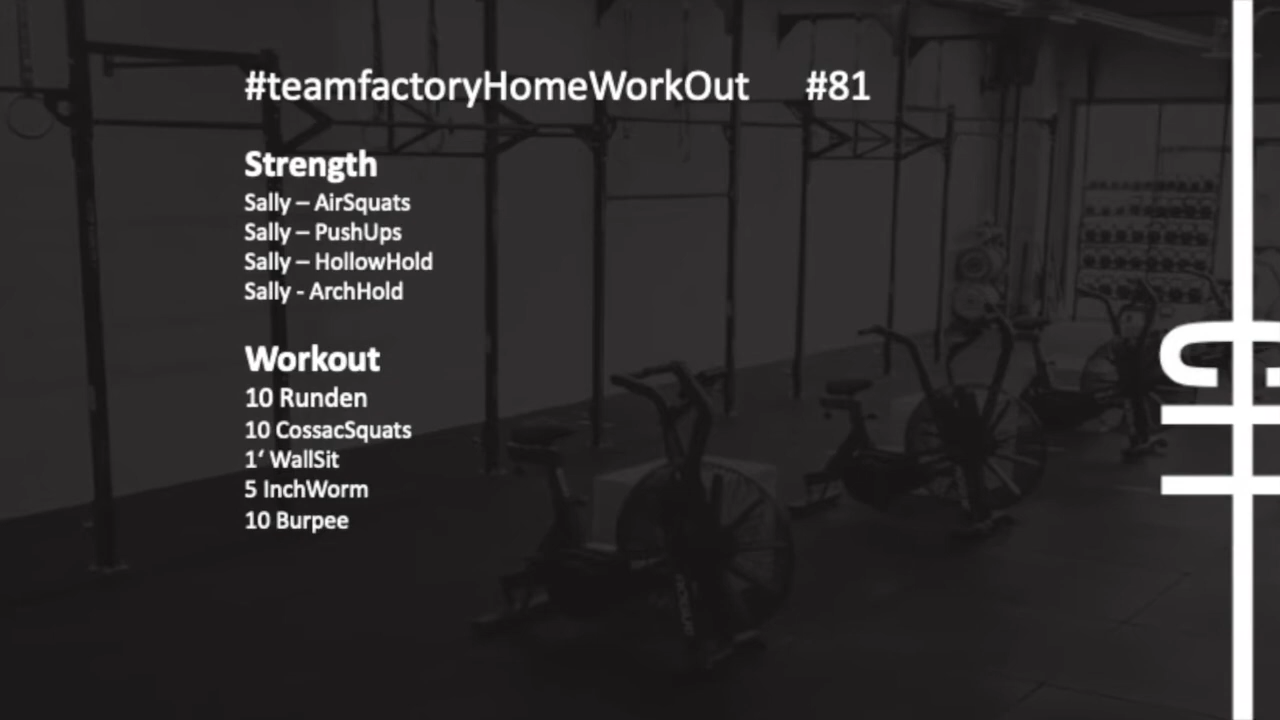 #teamfactoryHomeWorkOut #81
Strength
Sally – AirSquats
Sally – PushUps
Sally – HollowHold
Sally - ArchHold
Workout
10 Runden
10 CossacSquats
1‘ WallSit
5 InchWorm
10 Burpee